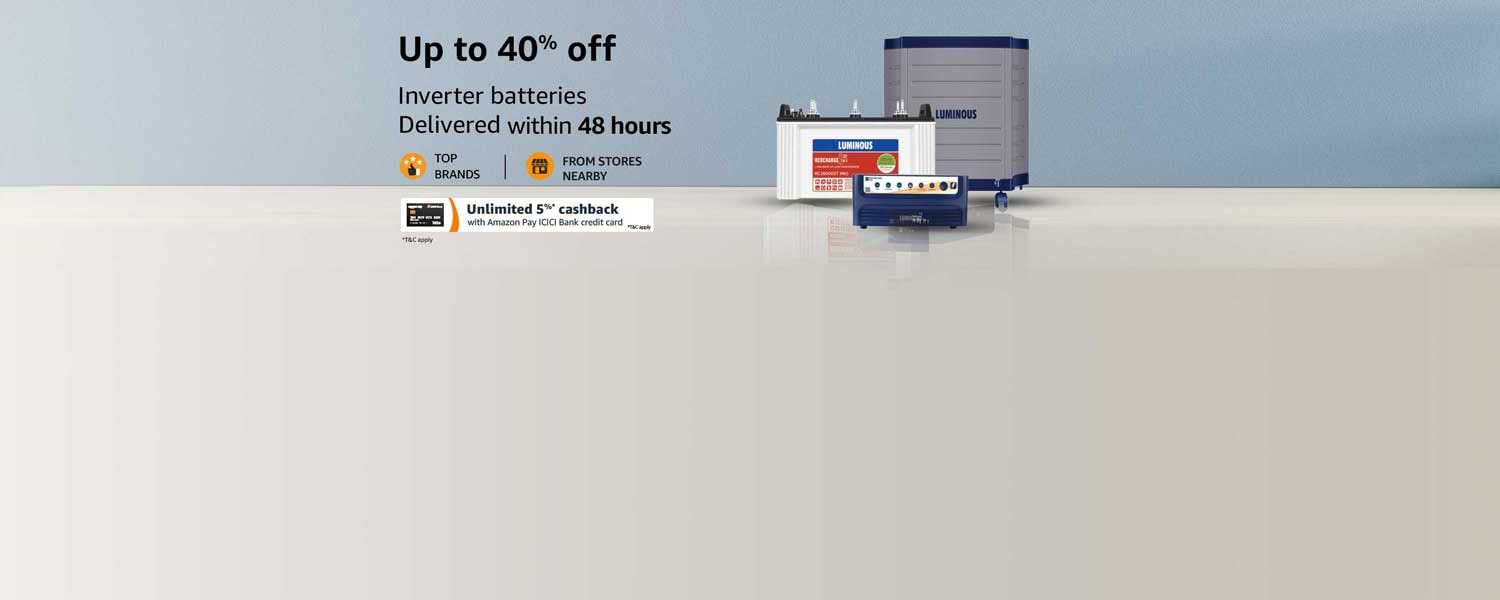 Up to 40% off
Inverter batteries
Delivered within 48 hours
TOP
BRANDS
FROM STORES
NEARBY
Unlimited 5%* cashback
with Amazon Pay ICICI Bank credit card
*T&C apply
*T&C apply
LUMINOUS
LUMINOUS